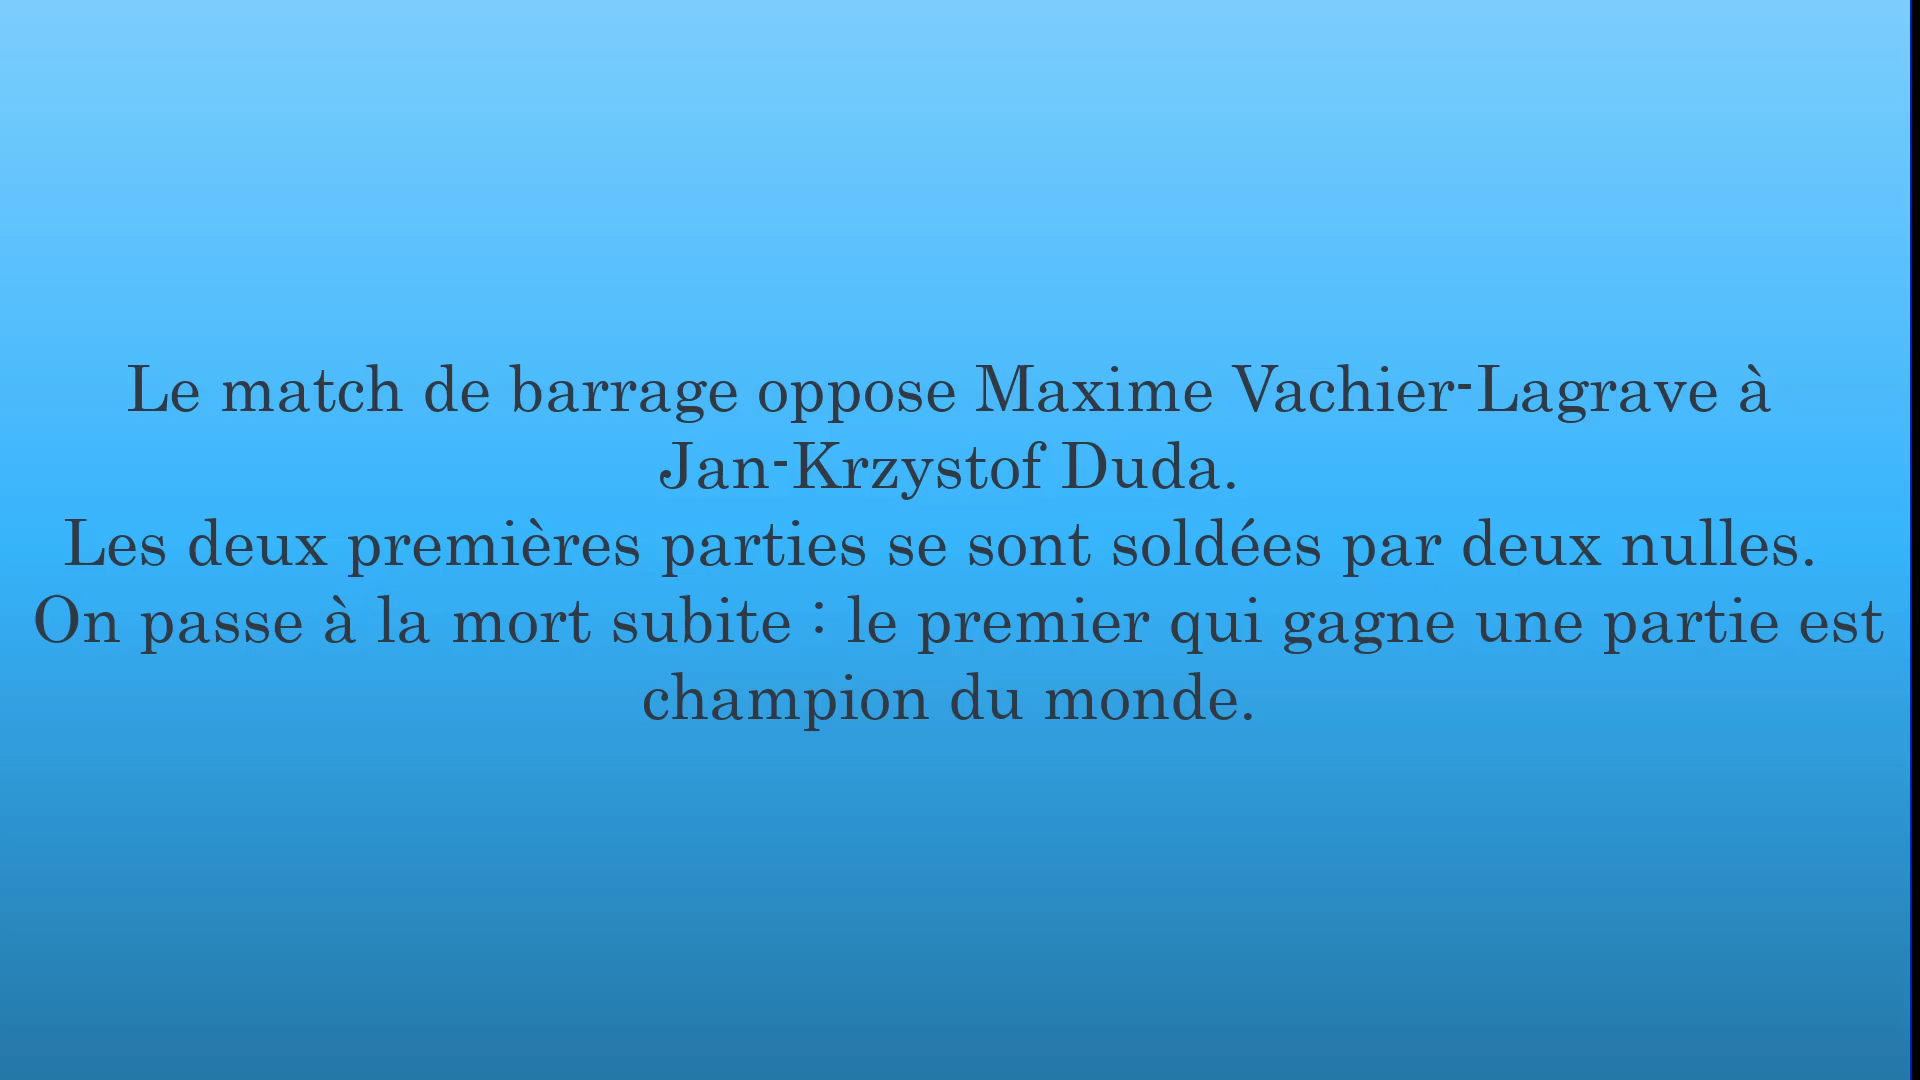 Le match de barrage oppose Maxime Vachier-Lagrave à
Jan-Krzystof Duda.
Les deux premières parties se sont soldées par deux nulles.
On passe à la mort subite : le premier qui gagne une partie est
champion du monde.